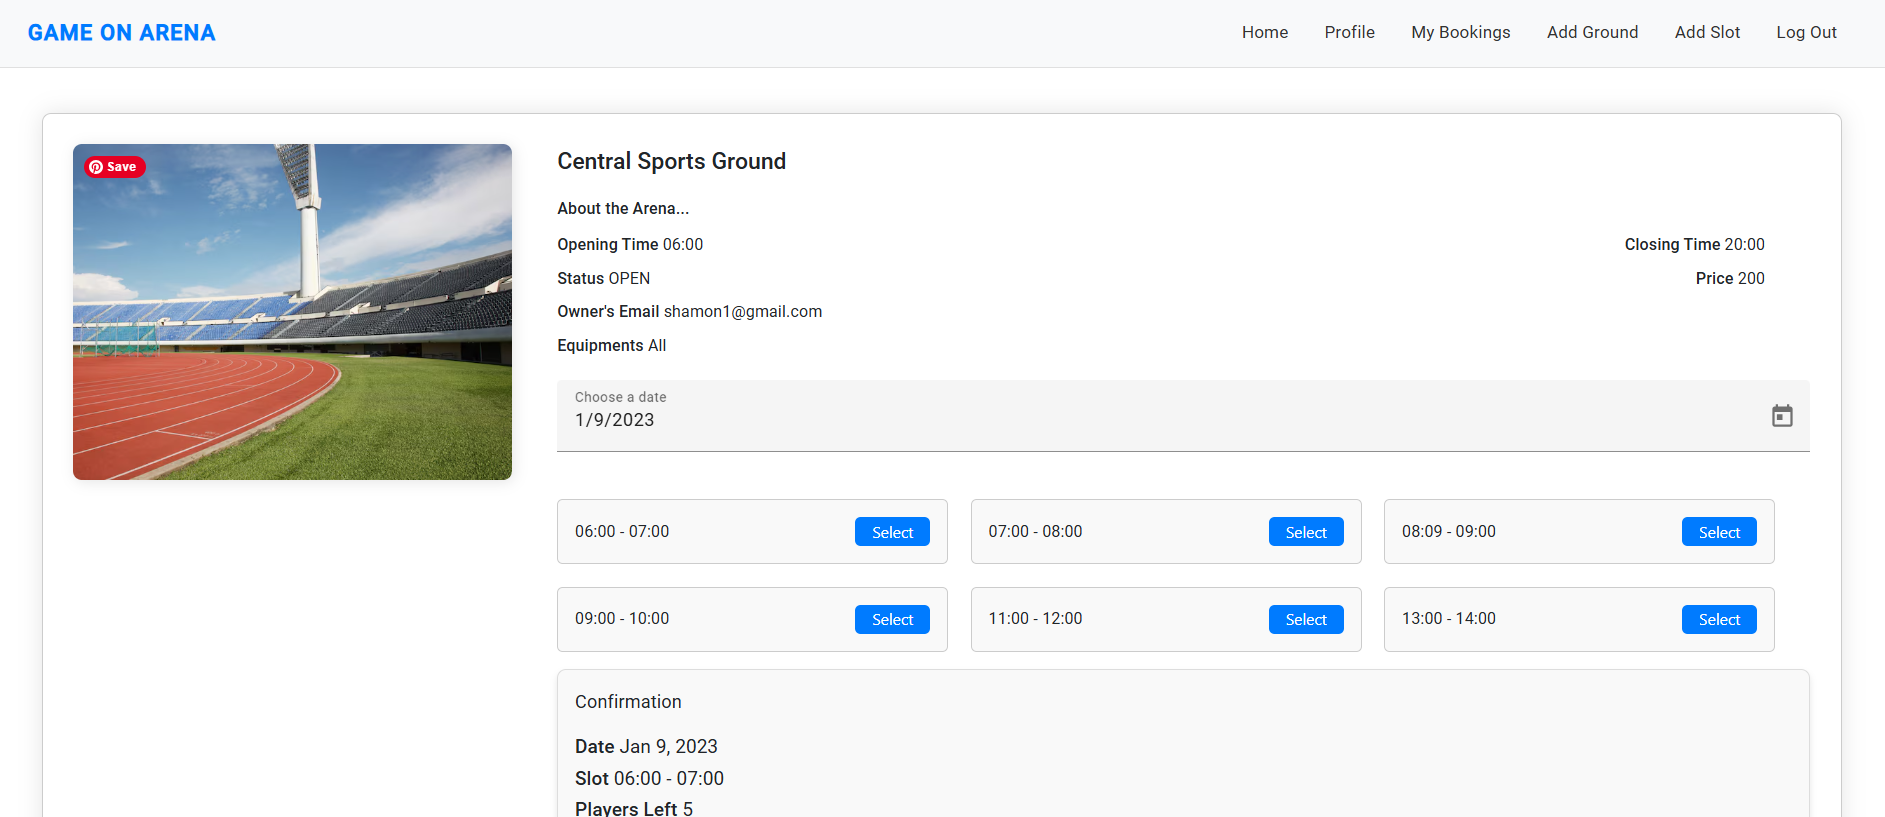 GAME ON ARENA
Home Profile My Bookings Add Ground Add Slot Log Out
Save
Central Sports Ground
About the Arena...
Opening Time 06:00 Closing Time 20:00
Status OPEN Price 200
Owner's Email shamon1@gmail.com
Equipments All
Choose a date
1/9/2023
06:00 - 07:00 Select 07:00 - 08:00 Select 08:09 - 09:00 Select
09:00 - 10:00 Select 11:00 - 12:00 Select 13:00 - 14:00 Select
Confirmation
Date Jan 9, 2023
Slot 06:00 - 07:00
Players Left 5